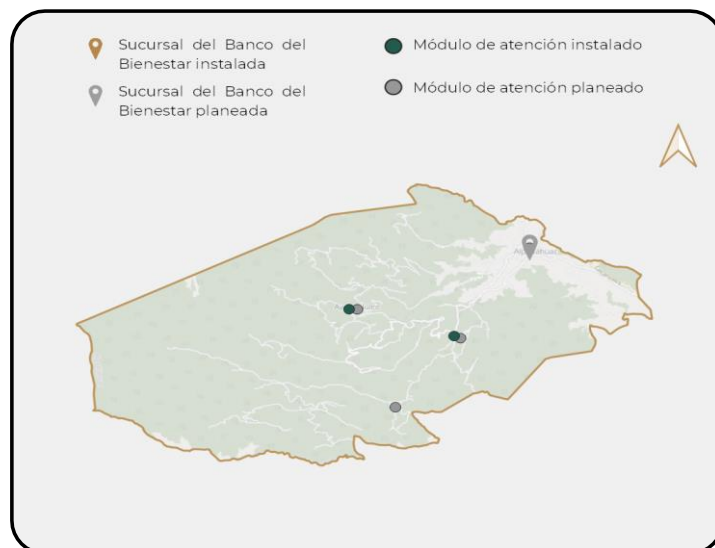 Sucursal del Banco del
Bienestar instalada
Sucursal del Banco del
Bienestar planeada
Módulo de atención instalado
Módulo de atención planeado